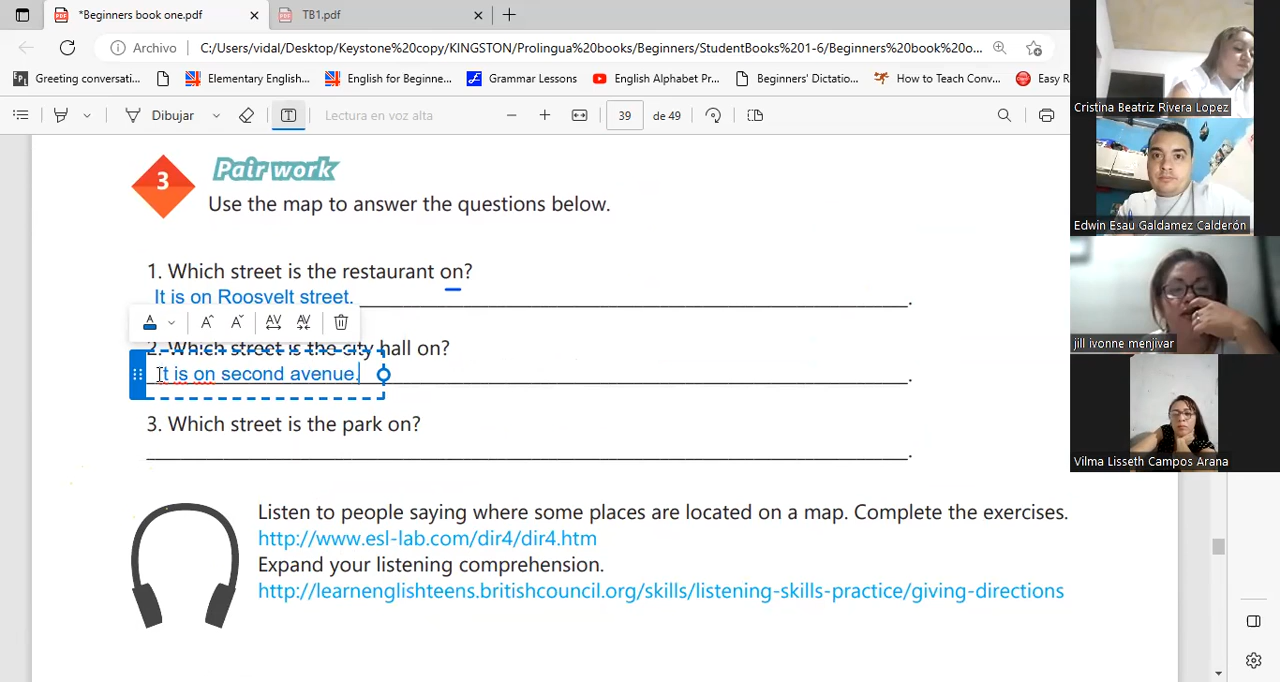 *Beginners book one.pdf
TB1.pdf
Archivo
C:/Users/vidal/Desktop/Keystone%20copy/KINGSTON/Prolingua%20books/Beginners/StudentBooks%201-6/Beginners%20book%20o...
Greeting conversati...
Elementary English...
English for Beginne...
Grammar Lessons
English Alphabet Pr...
Beginners' Dictatio...
How to Teach Conv...
Easy R
Dibujar
Lectura en voz alta
39
de 49
3
Pair work
Use the map to answer the questions below.
1. Which street is the restaurant on?
It is on Roosvelt street.
2. Which street is the city hall on?
It is on second avenue.
3. Which street is the park on?
Listen to people saying where some places are located on a map. Complete the exercises.
http://www.esl-lab.com/dir4/dir4.htm
Expand your listening comprehension.
http://learnenglishteens.britishcouncil.org/skills/listening-skills-practice/giving-directions
Cristina Beatriz Rivera Lopez
Edwin Esau Galdamez Calderón
jill ivonne menjivar
Vilma Lisseth Campos Arana